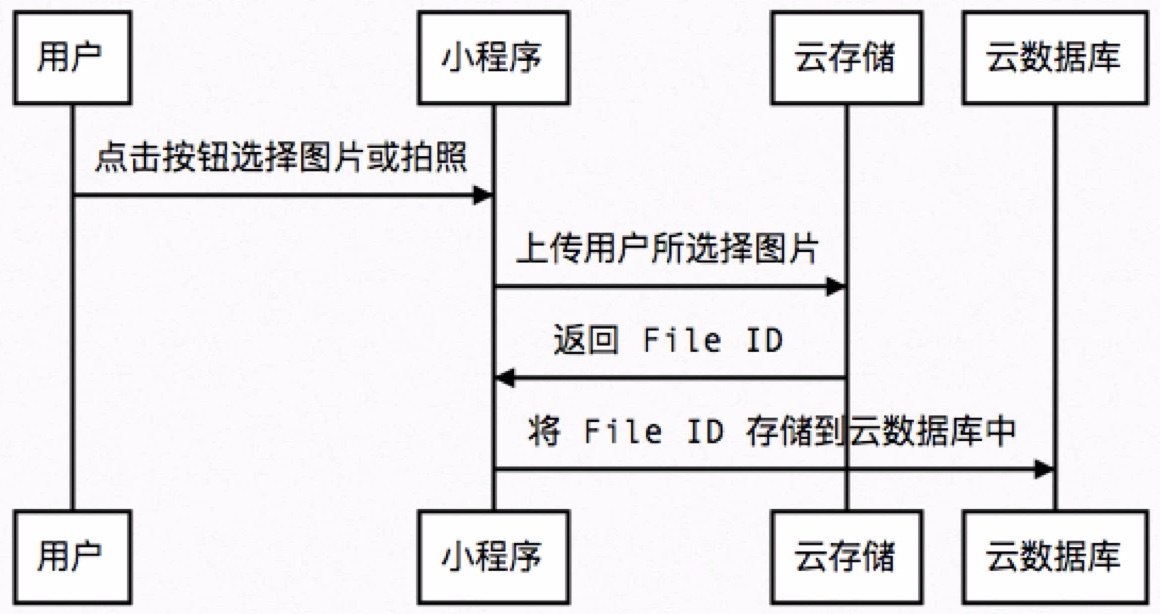 用户
小程序
云存储
云数据库
点击按钮选择图片或拍照
上传用户所选择图片
返回 File ID
将 File ID 存储到云数据库中
用户
小程序
云存储
云数据库